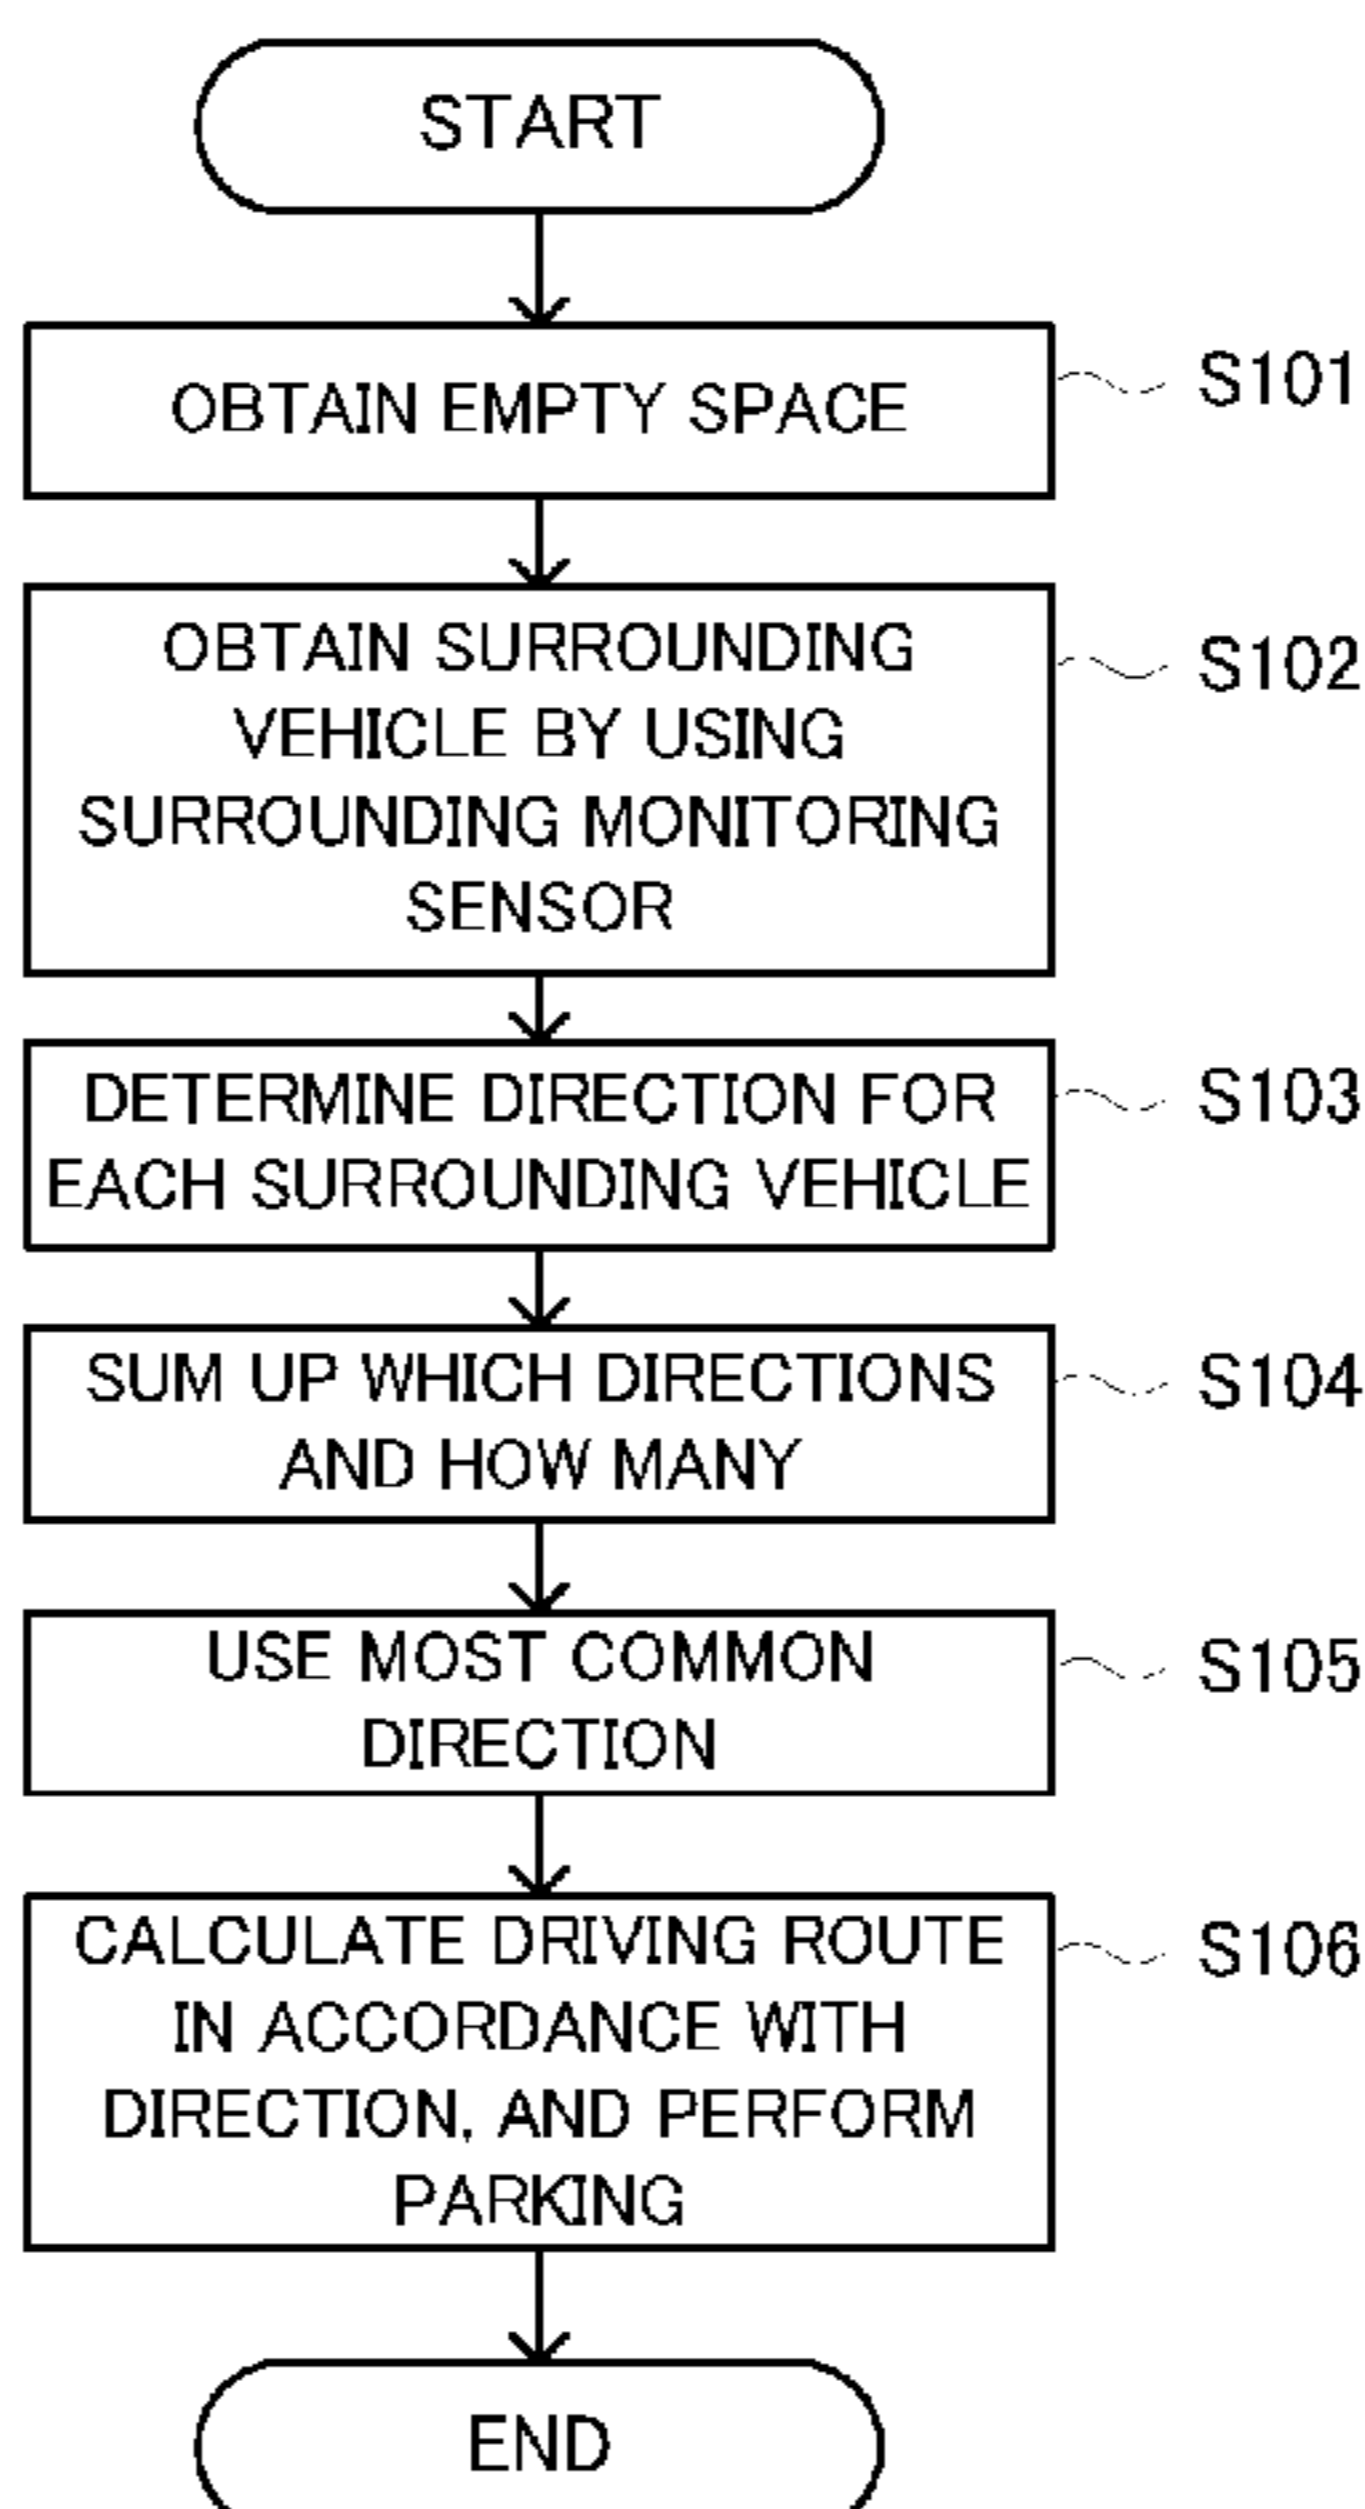 START
OBTAIN EMPTY SPACE
S101
OBTAIN SURROUNDING
VEHICLE BY USING
SURROUNDING MONITORING
SENSOR
S102
DETERMINE DIRECTION FOR
EACH SURROUNDING VEHICLE
S103
SUM UP WHICH DIRECTIONS
AND HOW MANY
S104
USE MOST COMMON
DIRECTION
S105
CALCULATE DRIVING ROUTE
IN ACCORDANCE WITH
DIRECTION, AND PERFORM
PARKING
S106
END